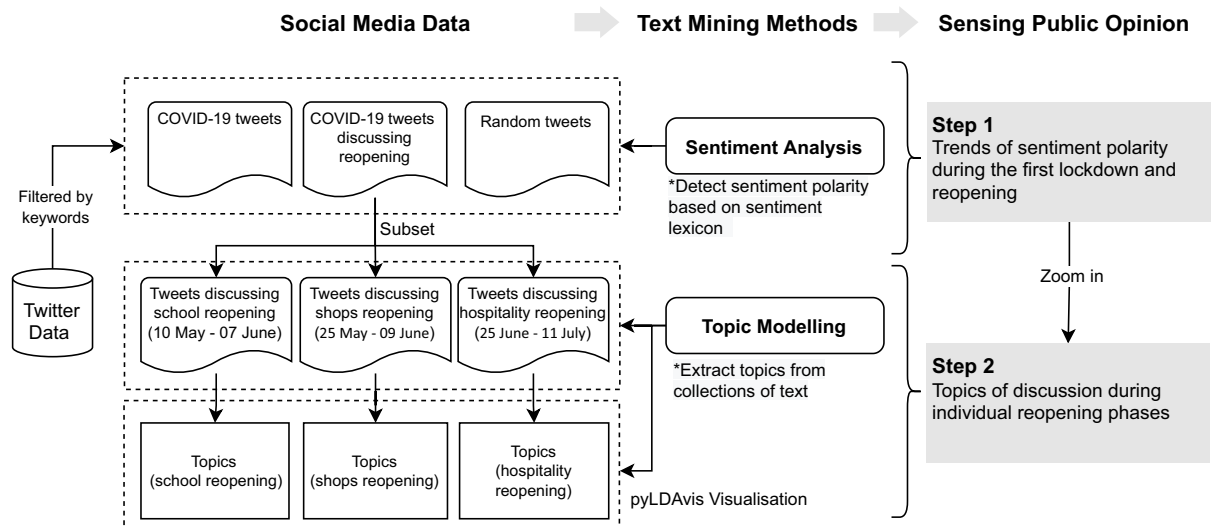 Social Media Data
Text Mining Methods
Sensing Public Opinion
COVID-19 tweets
COVID-19 tweets
discussing
reopening
Random tweets
Sentiment Analysis
*Detect sentiment polarity
based on sentiment
lexicon
Step 1
Trends of sentiment polarity
during the first lockdown and
reopening
Filtered by
keywords
Subset
Zoom in
Twitter
Data
Tweets discussing
school reopening
(10 May - 07 June)
Tweets discussing
shops reopening
(25 May - 09 June)
Tweets discussing
hospitality reopening
(25 June - 11 July)
Topic Modelling
*Extract topics from
collections of text
Step 2
Topics of discussion during
individual reopening phases
Topics
(school reopening)
Topics
(shops reopening)
Topics
(hospitality
reopening)
pyLDAvis Visualisation